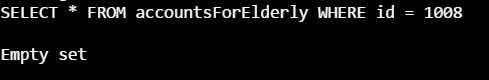 SELECT * FROM accountsForElderly WHERE id = 1008
Empty set